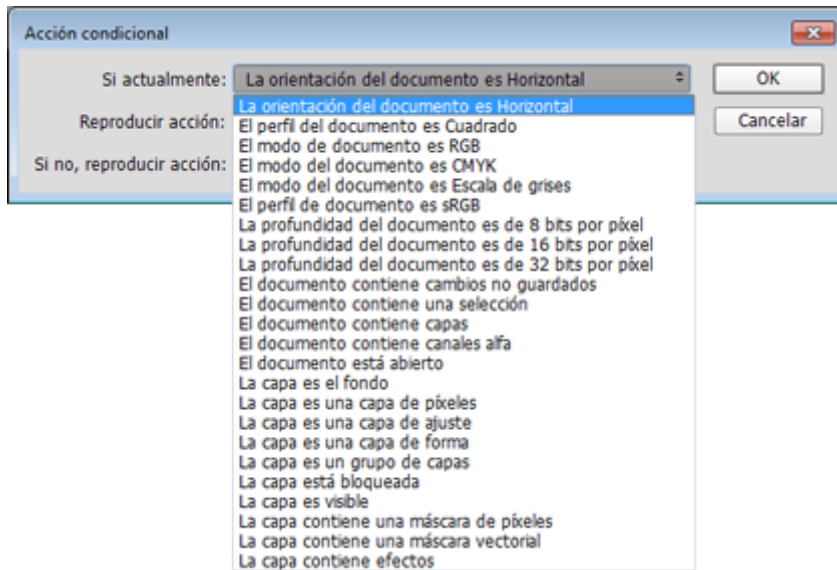 Acción condicional
Si actualmente: La orientación del documento es Horizontal OK
La orientación del documento es Horizontal
Reproducir acción: El perfil del documento es Cuadrado Cancelar
El modo de documento es RGB
Si no, reproducir acción: El modo del documento es CMYK
El modo del documento es Escala de grises
El perfil de documento es sRGB
La profundidad del documento es de 8 bits por píxel
La profundidad del documento es de 16 bits por píxel
La profundidad del documento es de 32 bits por píxel
El documento contiene cambios no guardados
El documento contiene una selección
El documento contiene capas
El documento contiene canales alfa
El documento está abierto
La capa es el fondo
La capa es una capa de píxeles
La capa es una capa de ajuste
La capa es una capa de forma
La capa es un grupo de capas
La capa está bloqueada
La capa es visible
La capa contiene una máscara de píxeles
La capa contiene una máscara vectorial
La capa contiene efectos